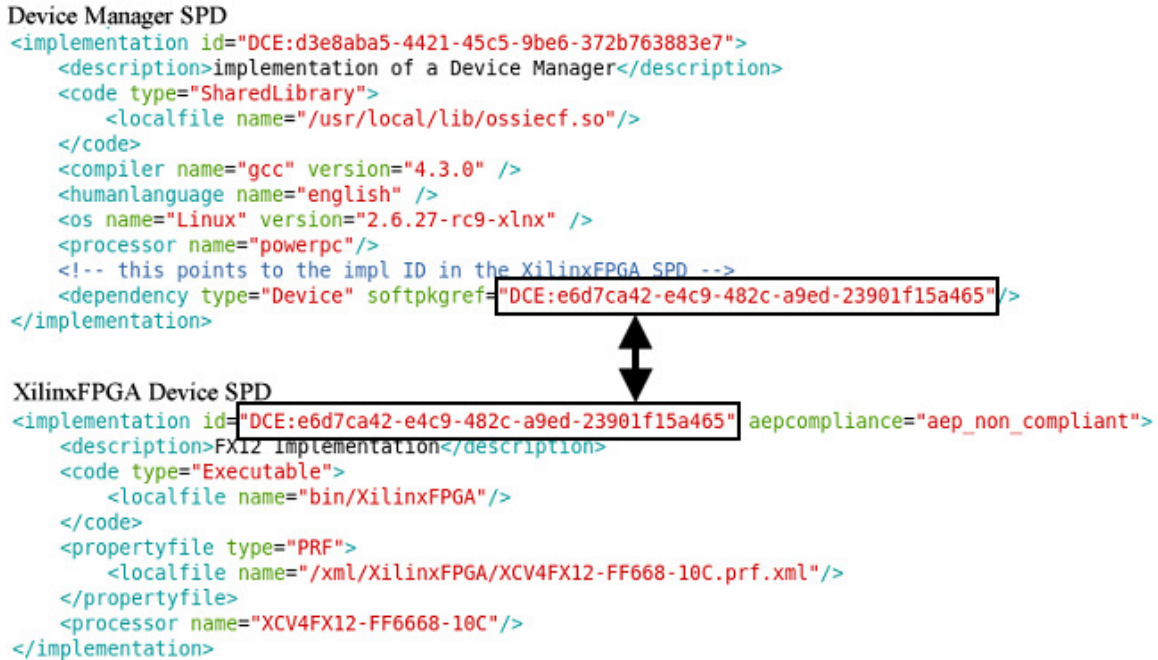 Device Manager SPD
<implementation id="DCE:d3e8aba5-4421-45c5-9be6-372b763883e7">
<description>implementation of a Device Manager</description>
<code type="SharedLibrary">
<localfile name="/usr/local/lib/ossiecf.so"/>
</code>
<compiler name="gcc" version="4.3.0" />
<humanlanguage name="english" />
<os name="Linux" version="2.6.27-rc9-xlnx" />
<processor name="powerpc"/>
<!-- this points to the impl ID in the XilinxFPGA SPD -->
<dependency type="Device" softpkgref="DCE:e6d7ca42-e4c9-482c-a9ed-23901f15a465"/>
</implementation>
XilinxFPGA Device SPD
<implementation id="DCE:e6d7ca42-e4c9-482c-a9ed-23901f15a465" aepcompliance="aep_non_compliant">
<description>FX12 Implementation</description>
<code type="Executable">
<localfile name="bin/XilinxFPGA"/>
</code>
<propertyfile type="PRF">
<localfile name="/xml/XilinxFPGA/XCV4FX12-FF668-10C.prf.xml"/>
</propertyfile>
<processor name="XCV4FX12-FF6668-10C"/>
</implementation>